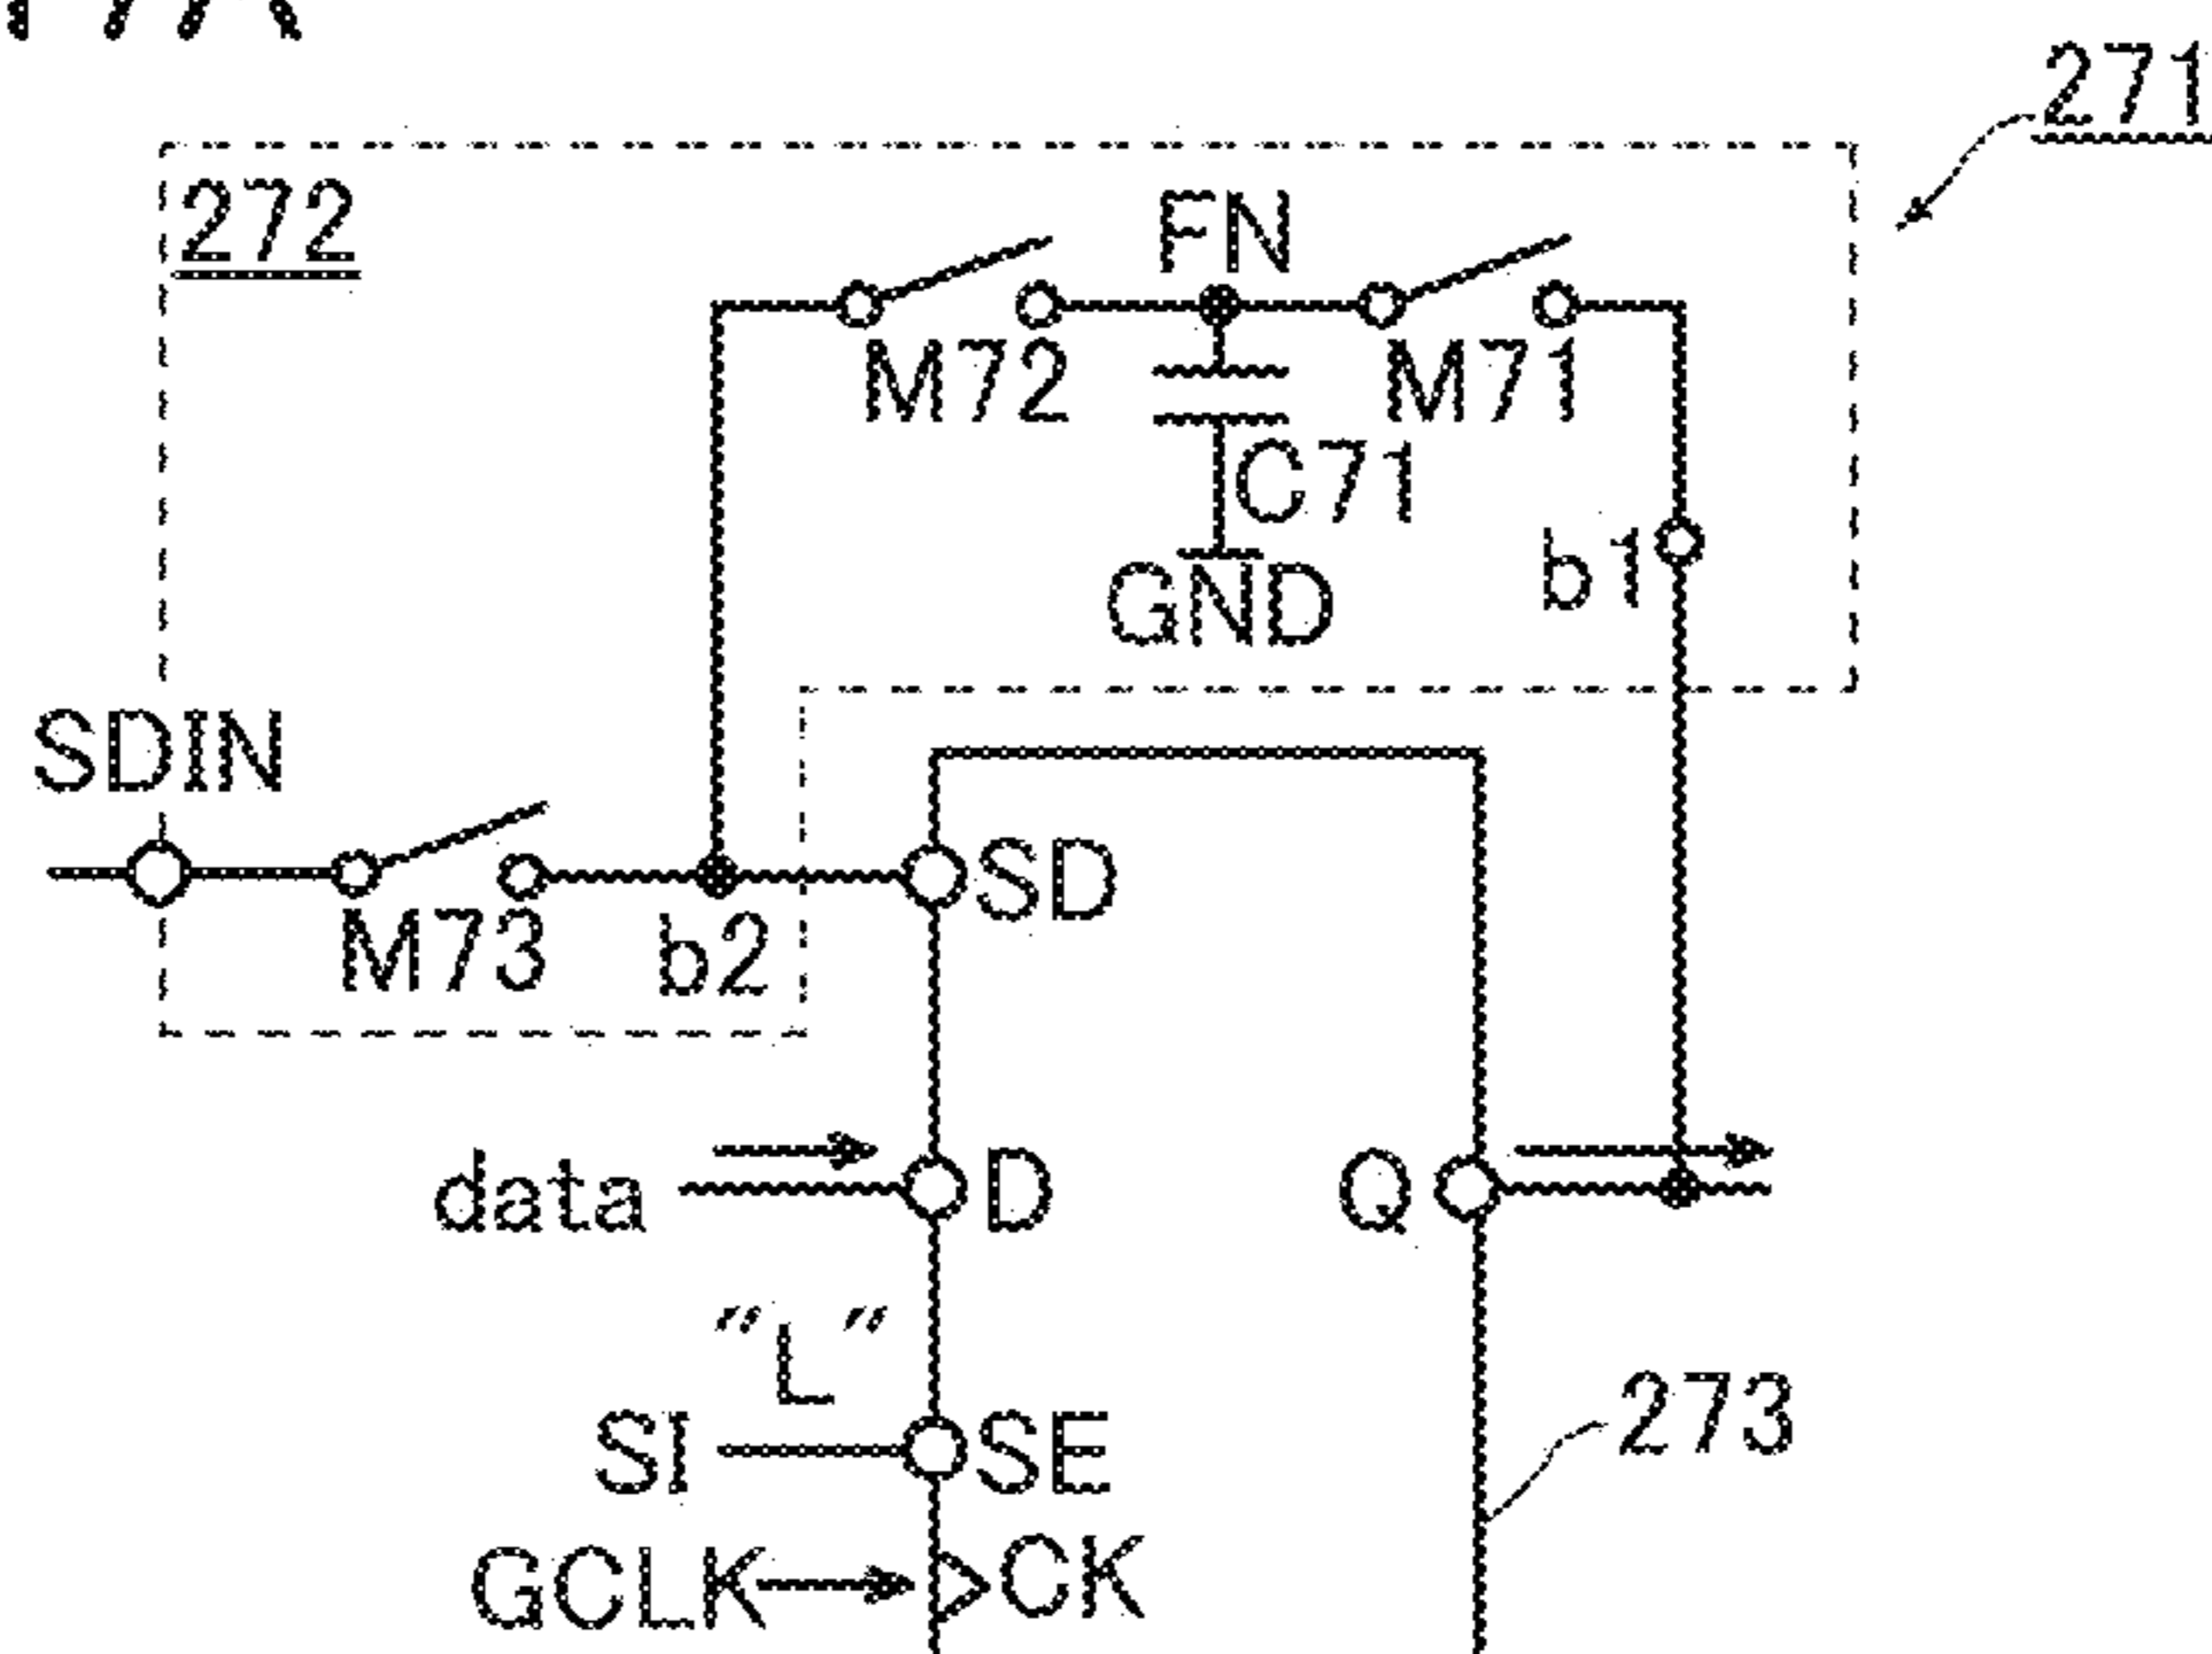 271
272
FN
M72
M71
C71
GND
b1
SDIN
SD
M73
b2
data
D
Q
"L"
SI
SE
273
GCLK
CK